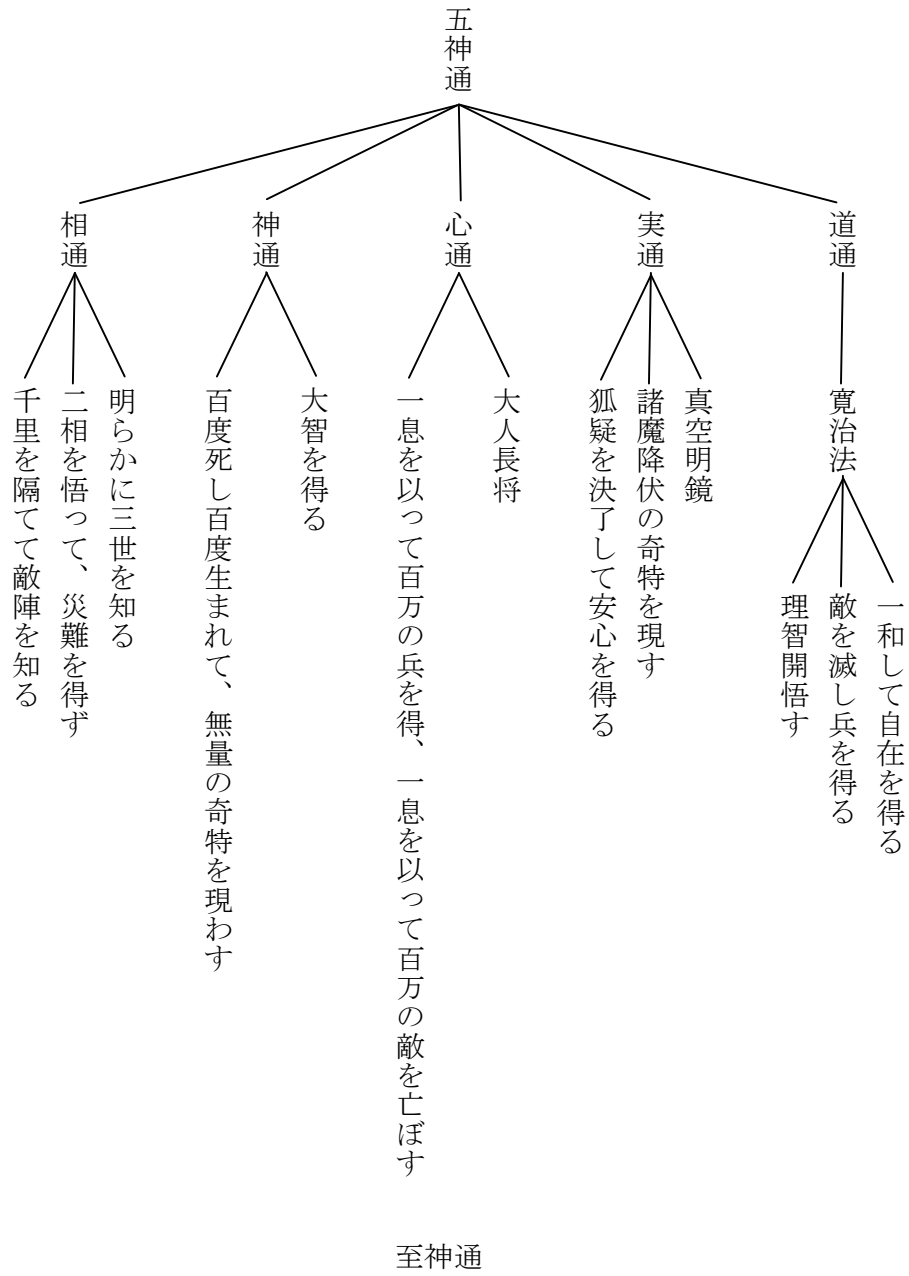 五神通
道通
寛治法
一和して自在を得る
敵を滅し兵を得る
理智開悟す
実通
真空明鏡
諸魔降伏の奇特を現す
狐疑を決了して安心を得る
心通
大人長将
一息を以って百万の兵を得、一息を以って百万の敵を亡ぼす
神通
大智を得る
百度死し百度生まれて、無量の奇特を現わす
相通
明らかに三世を知る
二相を悟って、災難を得ず
千里を隔てて敵陣を知る
至神通